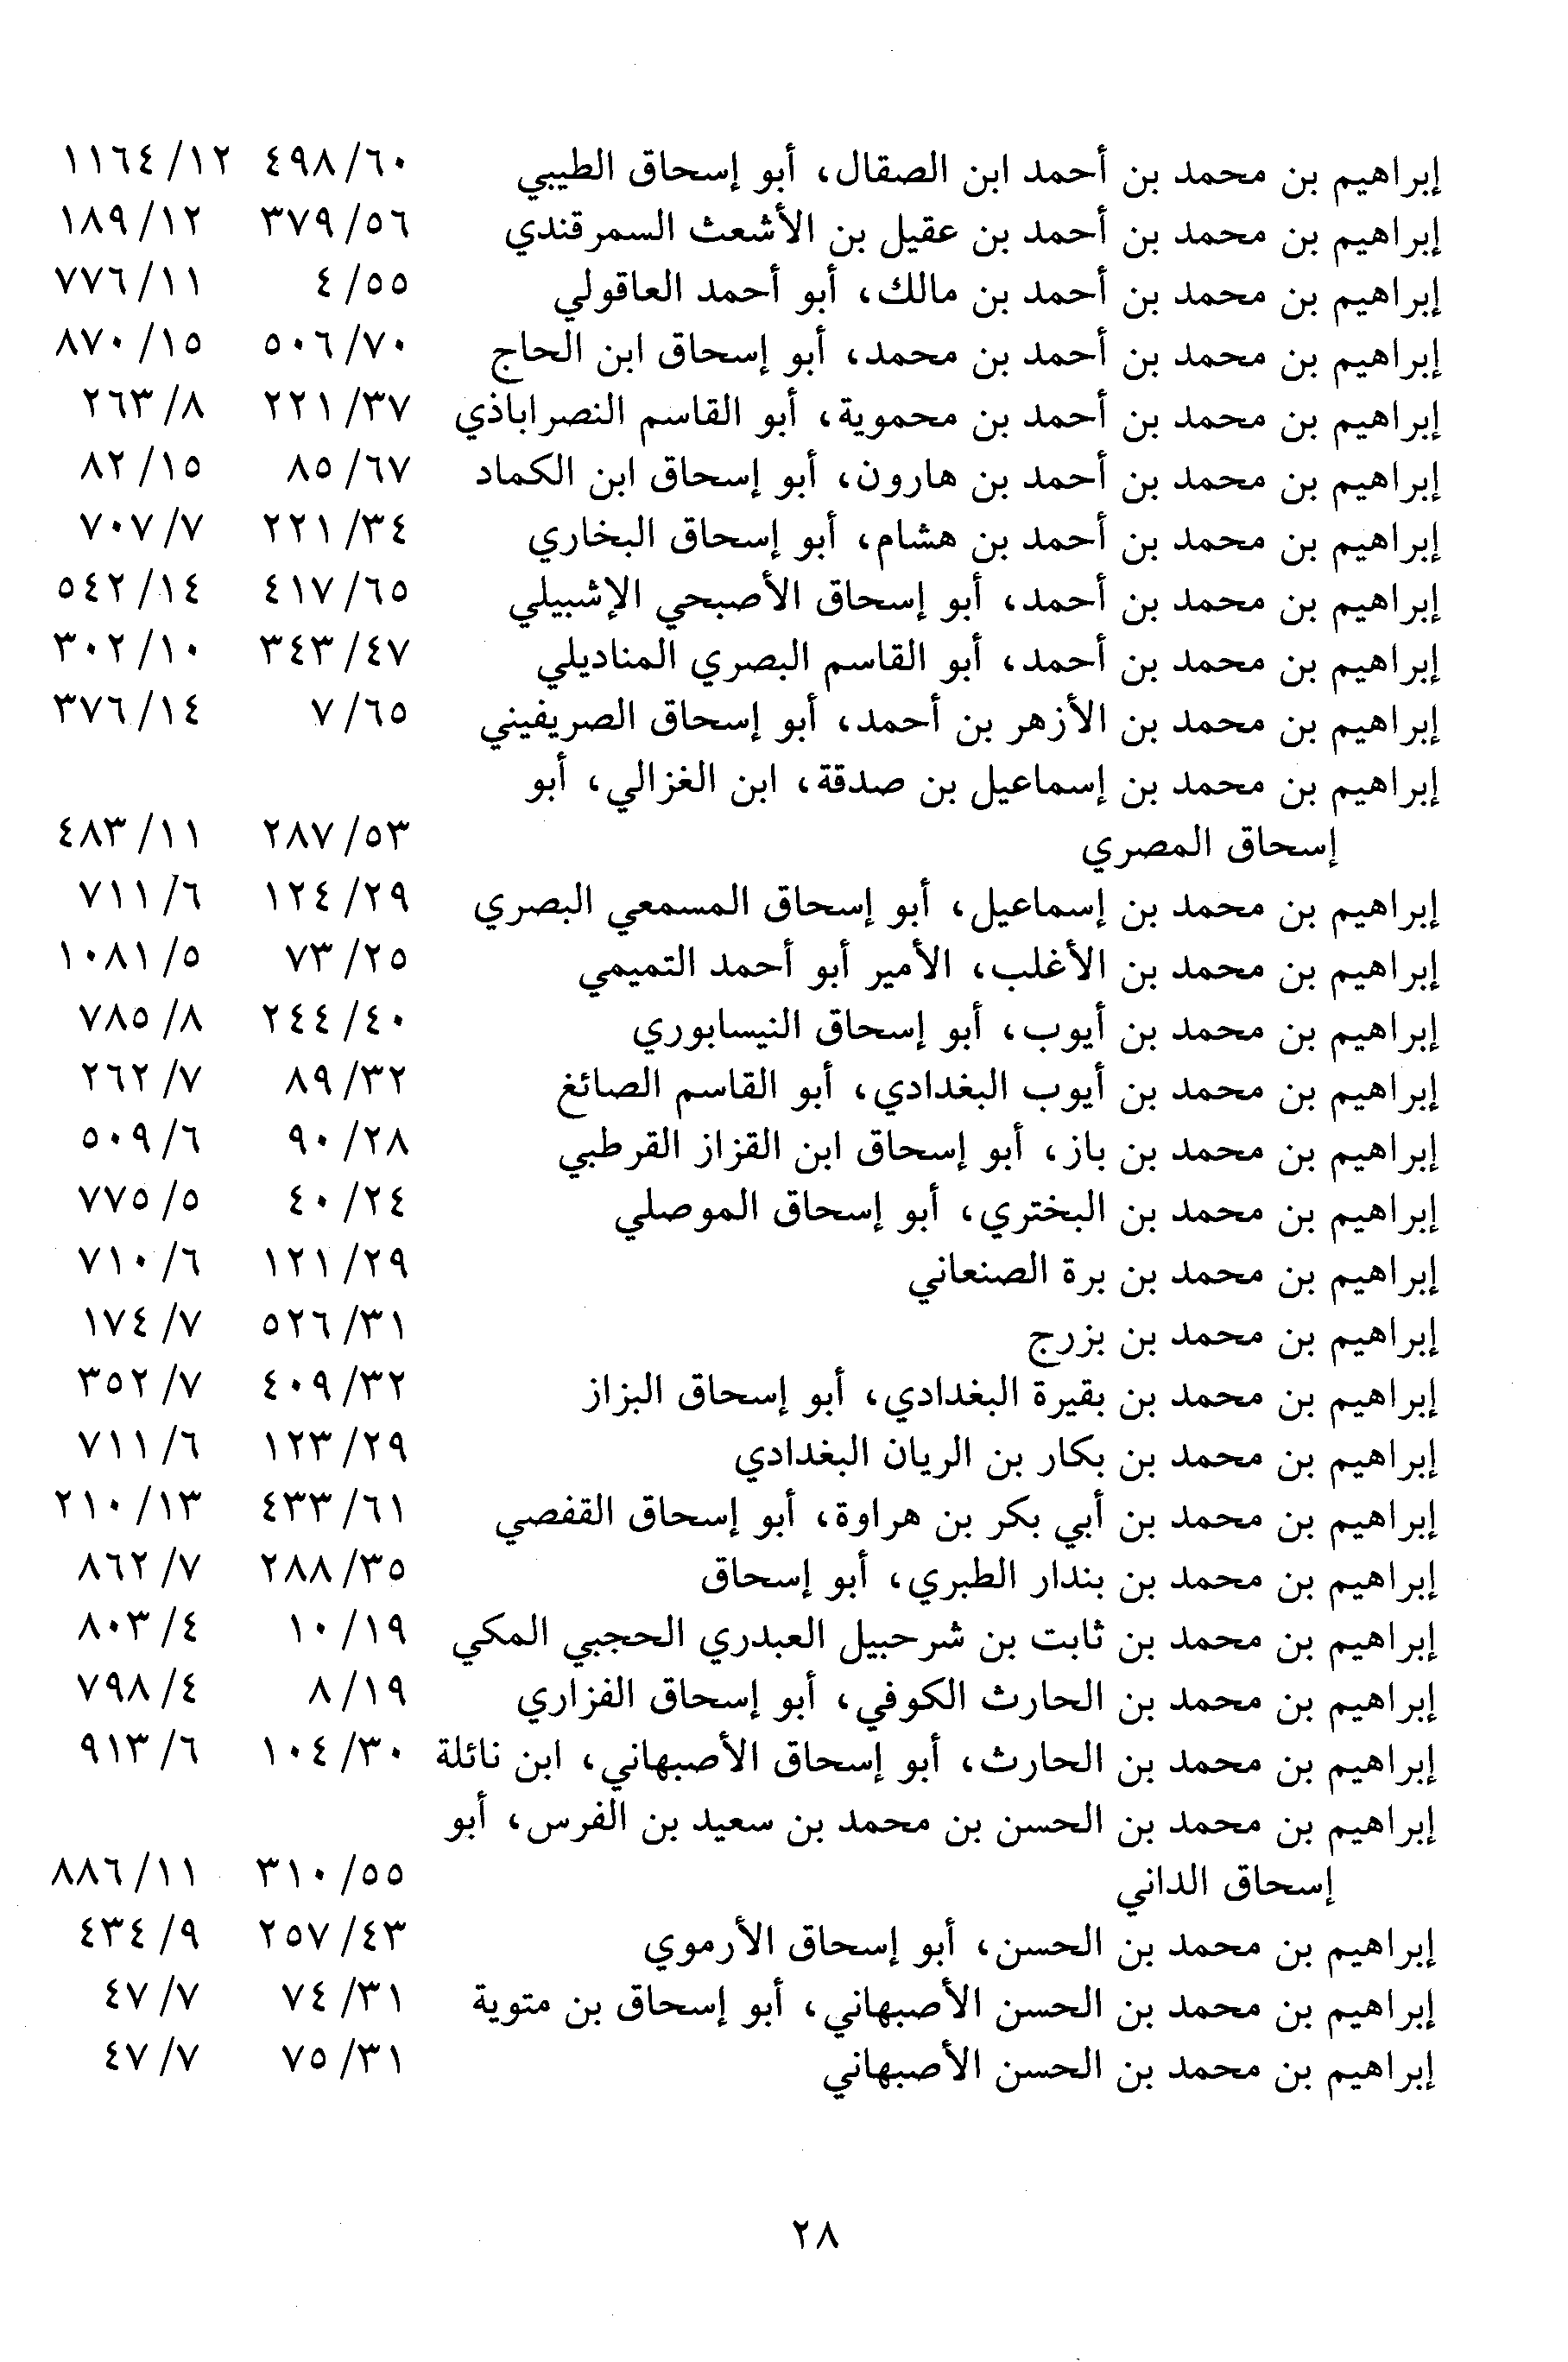 إبراهيم بن محمد بن أحمد ابن الصقال، أبو إسحاق الطيبي ٦٠/٤٩٨ ١٢/١١٦٤
إبراهيم بن محمد بن أحمد بن عقيل بن الأشعث السمرقندي ٥٦/٣٧٩ ١٢/١٨٩
إبراهيم بن محمد بن أحمد بن مالك، أبو أحمد العاقولي ٥٥/٤ ١١/٧٧٦
إبراهيم بن محمد بن أحمد بن محمد، أبو إسحاق ابن الحاج ٧٠/٥٠٦ ١٥/٨٧٠
إبراهيم بن محمد بن أحمد بن محموية، أبو القاسم النصراباذي ٣٧/٢٢١ ٨/٢٦٣
إبراهيم بن محمد بن أحمد بن هارون، أبو إسحاق ابن الكماد ٦٧/٨٥ ١٥/٨٢
إبراهيم بن محمد بن أحمد بن هشام، أبو إسحاق البخاري ٣٤/٢٢١ ٧/٧٠٧
إبراهيم بن محمد بن أحمد، أبو إسحاق الأصبحي الإشبيلي ٦٥/٤١٧ ١٤/٥٤٢
إبراهيم بن محمد بن أحمد، أبو القاسم البصري المناديلي ٤٧/٣٤٣ ١٠/٣٠٢
إبراهيم بن محمد بن الأزهر بن أحمد، أبو إسحاق الصريفيني ٦٥/٧ ١٤/٣٧٦
إبراهيم بن محمد بن إسماعيل بن صدقة، ابن الغزالي، أبو
إسحاق المصري ٥٣/٢٨٧ ١١/٤٨٣
إبراهيم بن محمد بن إسماعيل، أبو إسحاق المسمعي البصري ٢٩/١٢٤ ٦/٧١١
إبراهيم بن محمد بن الأغلب، الأمير أبو أحمد التميمي ٢٥/٧٣ ٥/١٠٨١
إبراهيم بن محمد بن أيوب، أبو إسحاق النيسابوري ٤٠/٢٤٤ ٨/٧٨٥
إبراهيم بن محمد بن أيوب البغدادي، أبو القاسم الصائغ ٣٢/٨٩ ٧/٢٦٢
إبراهيم بن محمد بن باز، أبو إسحاق ابن القزاز القرطبي ٢٨/٩٠ ٦/٥٠٩
إبراهيم بن محمد بن البختري، أبو إسحاق الموصلي ٢٤/٤٠ ٥/٧٧٥
إبراهيم بن محمد بن برة الصنعاني ٢٩/١٢١ ٦/٧١٠
إبراهيم بن محمد بن بزرج ٣١/٥٢٦ ٧/١٧٤
إبراهيم بن محمد بن بقيرة البغدادي، أبو إسحاق البزاز ٣٢/٤٠٩ ٧/٣٥٢
إبراهيم بن محمد بن بكار بن الريان البغدادي ٢٩/١٢٣ ٦/٧١١
إبراهيم بن محمد بن أبي بكر بن هراوة، أبو إسحاق القفصي ٦١/٤٣٣ ١٣/٢١٠
إبراهيم بن محمد بن بندار الطبري، أبو إسحاق ٣٥/٢٨٨ ٧/٨٦٢
إبراهيم بن محمد بن ثابت بن شرحبيل العبدري الحجبي المكي ١٩/١٠ ٤/٨٠٣
إبراهيم بن محمد بن الحارث الكوفي، أبو إسحاق الفزاري ١٩/٨ ٤/٧٩٨
إبراهيم بن محمد بن الحارث، أبو إسحاق الأصبهاني، ابن نائلة ٣٠/١٠٤ ٦/٩١٣
إبراهيم بن محمد بن الحسن بن محمد بن سعيد بن الفرس، أبو
إسحاق الداني ٥٥/٣١٠ ١١/٨٨٦
إبراهيم بن محمد بن الحسن، أبو إسحاق الأرموي ٤٣/٢٥٧ ٩/٤٣٤
إبراهيم بن محمد بن الحسن الأصبهاني، أبو إسحاق بن متوية ٣١/٧٤ ٧/٤٧
إبراهيم بن محمد بن الحسن الأصبهاني ٣١/٧٥ ٧/٤٧
٢٨